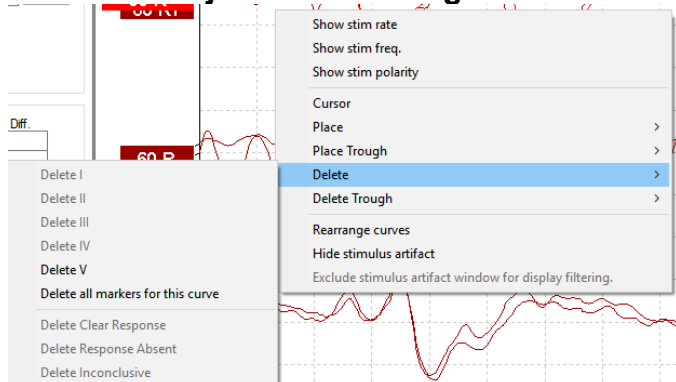 Show stim rate
Show stim freq.
Show stim polarity
Cursor
Diff.
Place
Place Trough
Delete
Delete Trough
Rearrange curves
Hide stimulus artifact
Exclude stimulus artifact window for display filtering.
Delete I
Delete II
Delete III
Delete IV
Delete V
Delete all markers for this curve
Delete Clear Response
Delete Response Absent
Delete Inconclusive